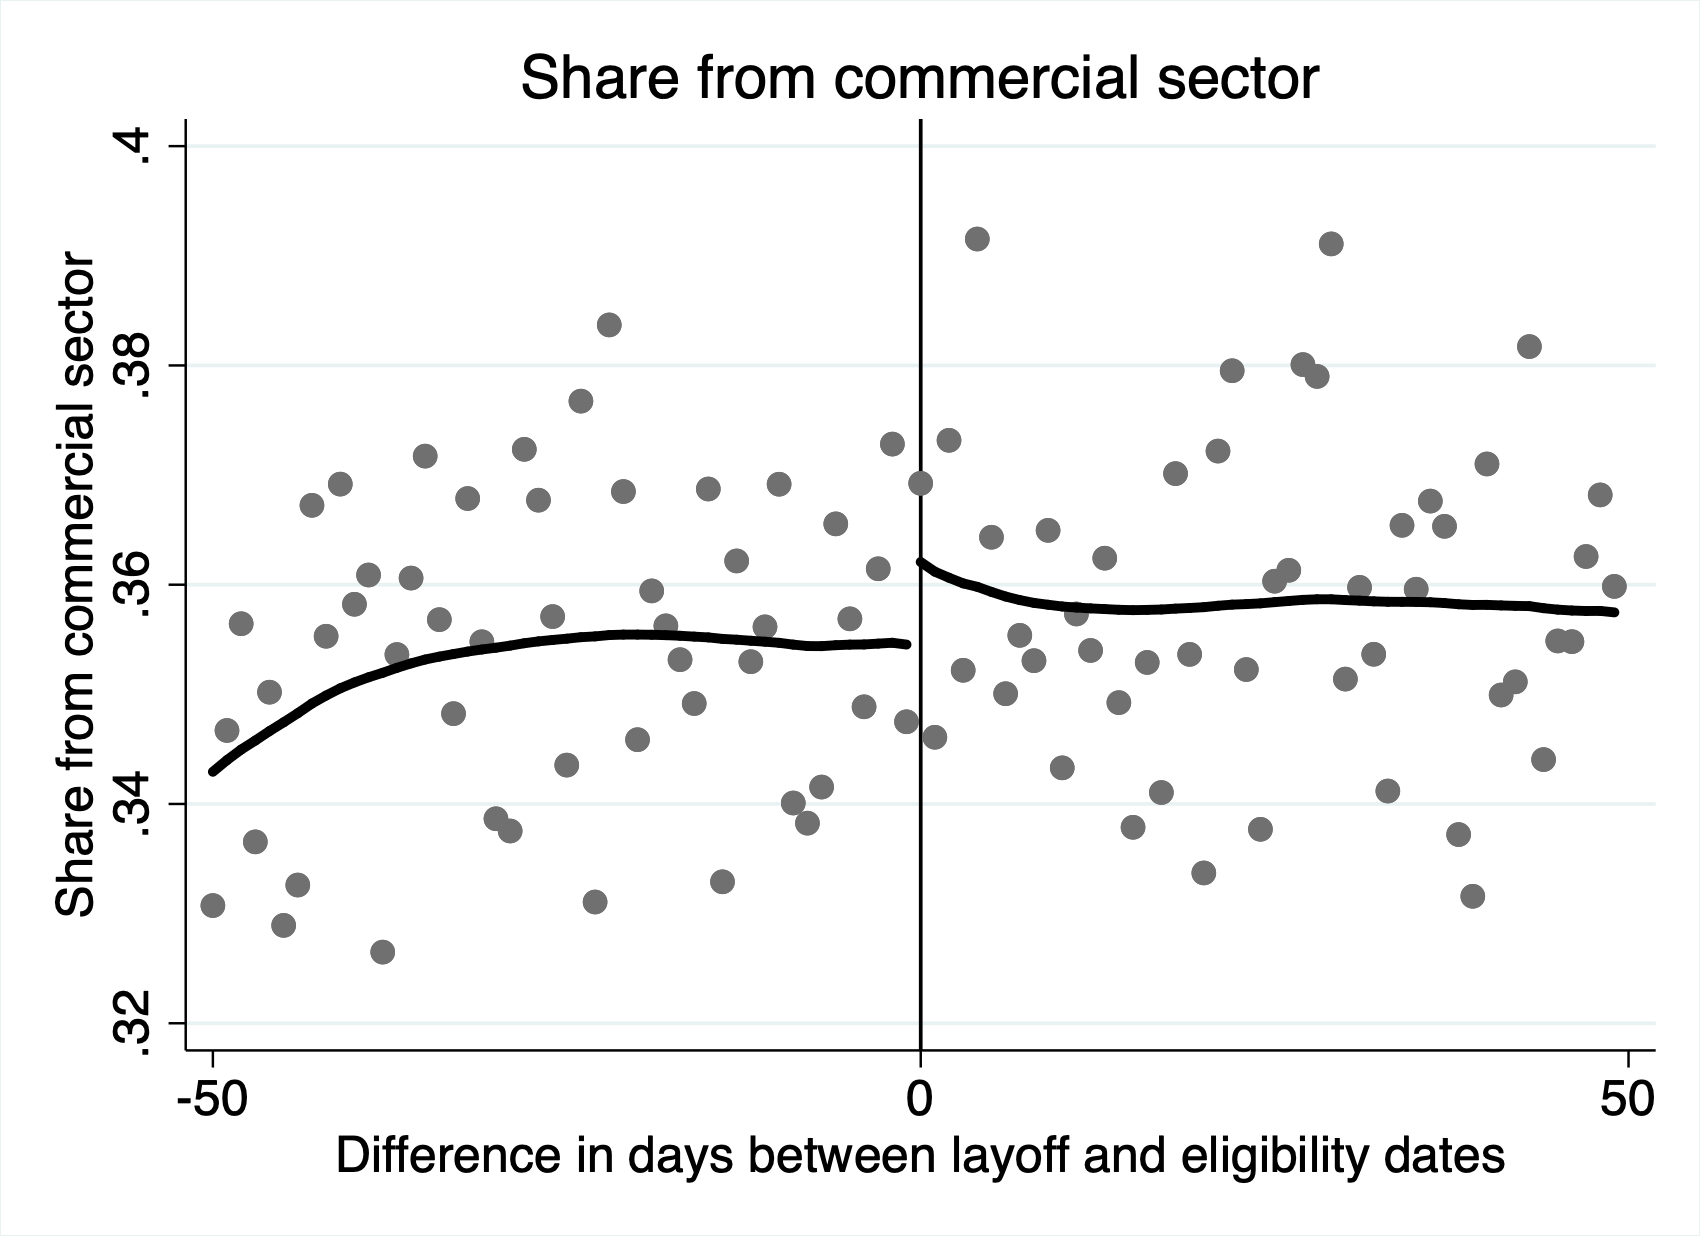 Share from commercial sector
Share from commercial sector
.4
.38
.36
.34
.32
-50
0
50
Difference in days between layoff and eligibility dates